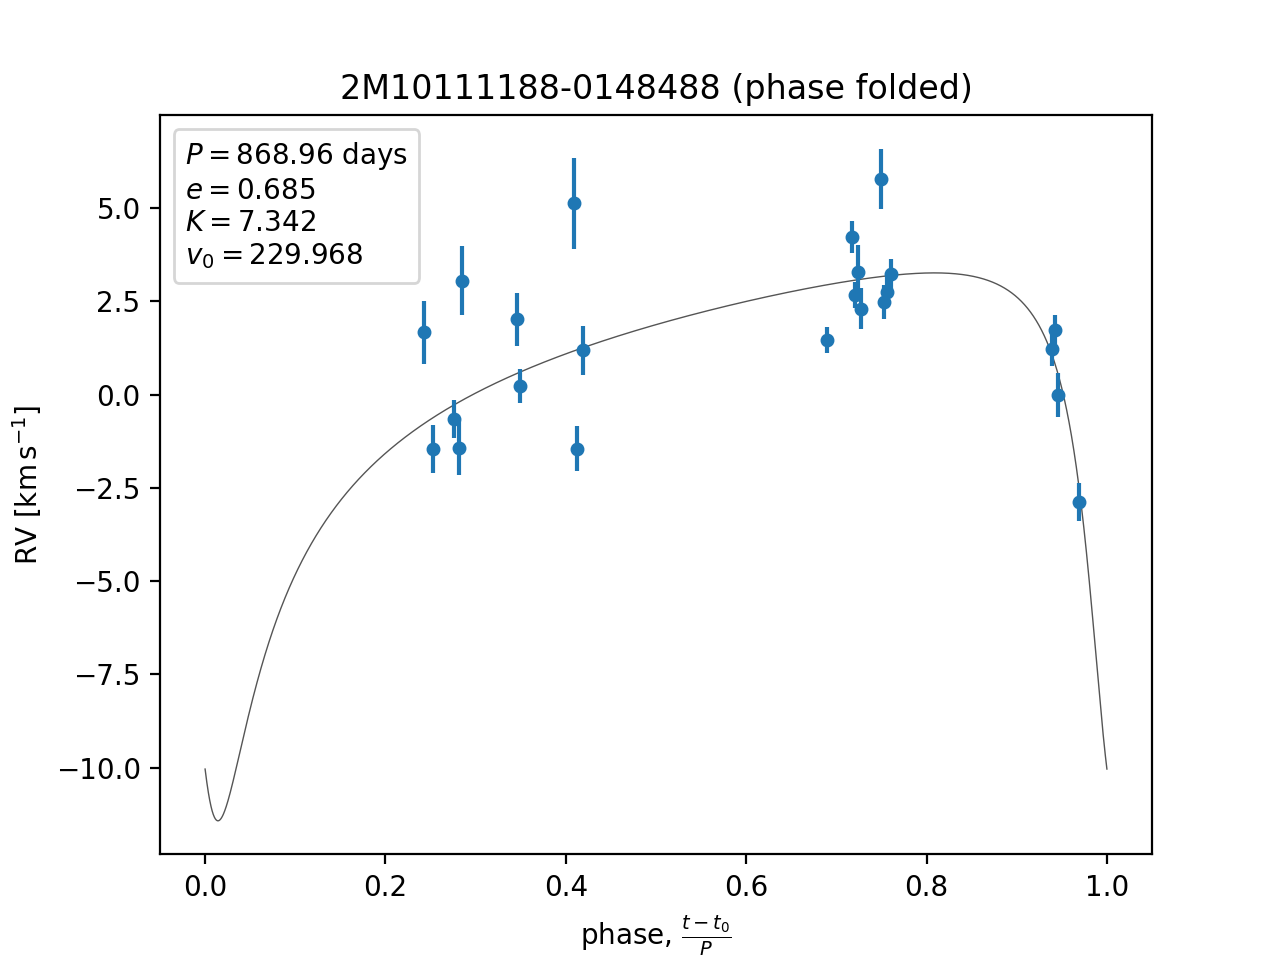 2M10111188-0148488 (phase folded)
P = 868.96 days
e = 0.685
K = 7.342
v₀ = 229.968
5.0
2.5
0.0
−2.5
−5.0
−7.5
−10.0
RV [km s⁻¹]
0.0 0.2 0.4 0.6 0.8 1.0
phase, (t − t₀)/P